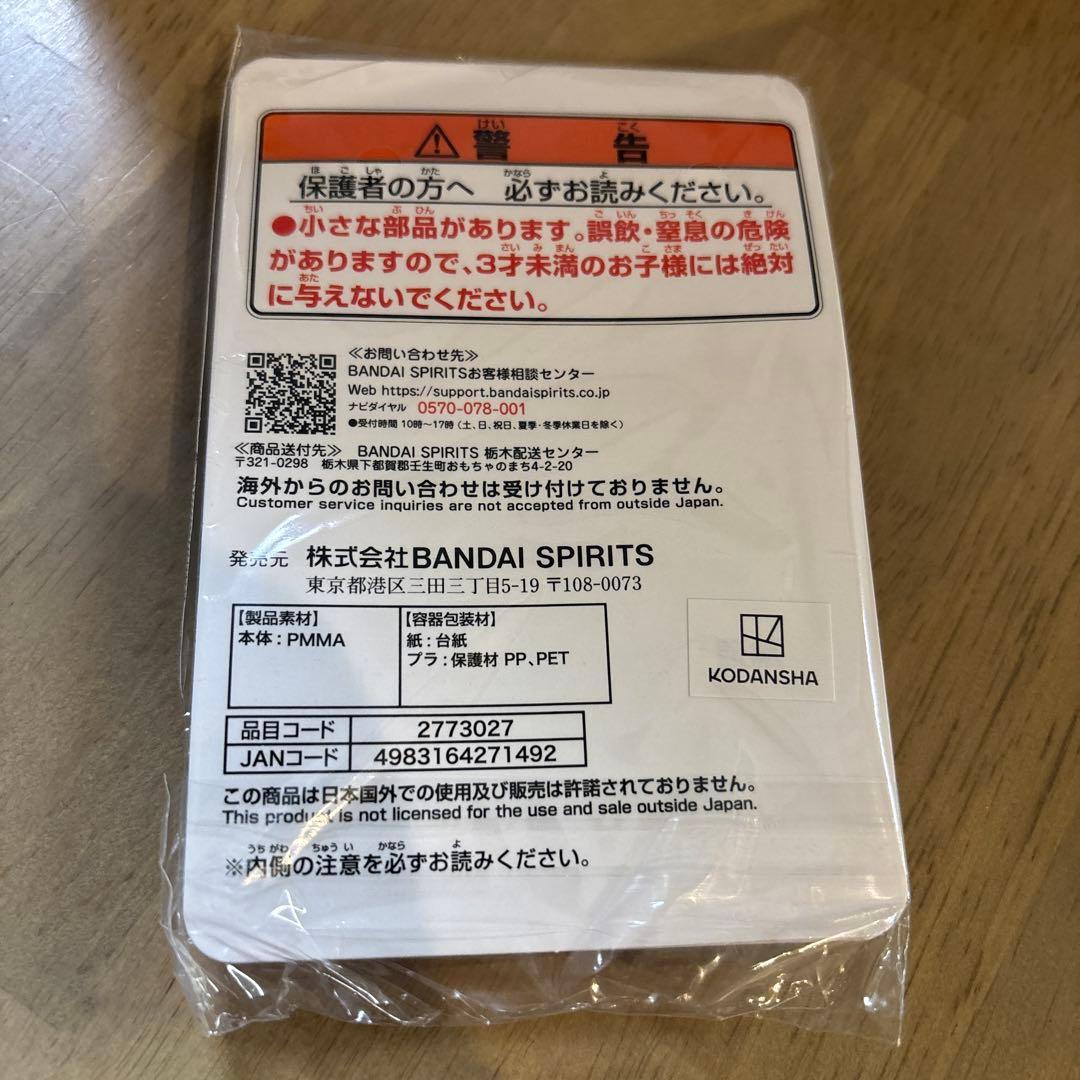 ⚠警告
保護者の方へ 必ずお読みください。
●小さな部品があります。誤飲・窒息の危険
がありますので、3才未満のお子様には絶対
に与えないでください。
≪お問い合わせ先≫
BANDAI SPIRITSお客様相談センター
Web https://support.bandaispirits.co.jp
ナビダイヤル 0570-078-001
●受付時間 10時〜17時(土、日、祝日、夏季・冬季休業日を除く)
≪商品送付先≫ BANDAI SPIRITS 栃木配送センター
〒321-0298 栃木県下都賀郡壬生町おもちゃのまち4-2-20
海外からのお問い合わせは受け付けておりません。
Customer service inquiries are not accepted from outside Japan.
発売元 株式会社BANDAI SPIRITS
東京都港区三田三丁目5-19 〒108-0073
【製品素材】
本体:PMMA
【容器包装材】
紙:台紙
プラ:保護材 PP、PET
KODANSHA
品目コード 2773027
JANコード 4983164271492
この商品は日本国外での使用及び販売は許諾されておりません。
This product is not licensed for the use and sale outside Japan.
※内側の注意を必ずお読みください。